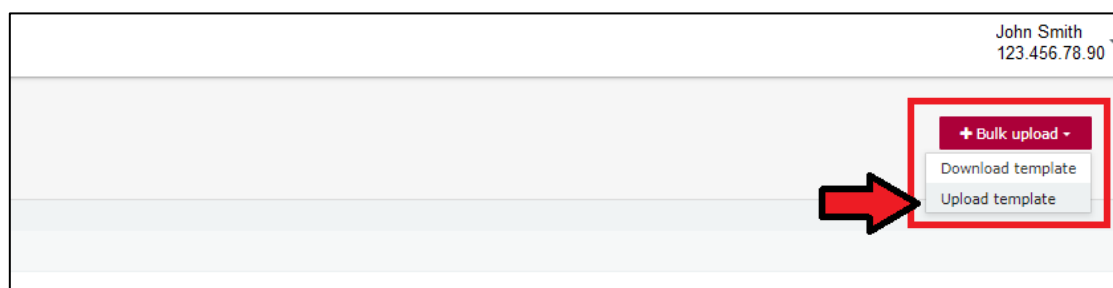 John Smith
123.456.78.90
+ Bulk upload
Download template
Upload template